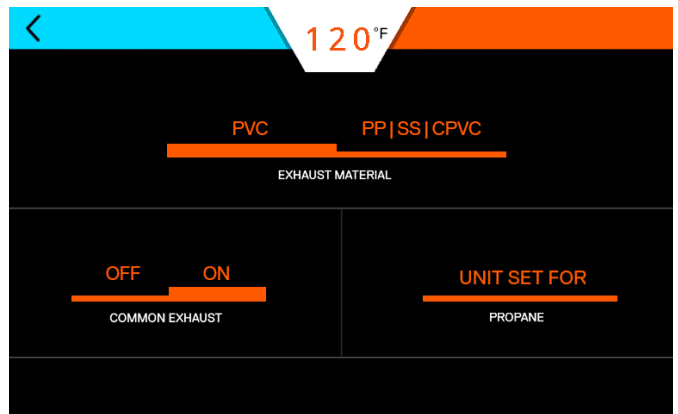 120°F
PVC PP|SS|CPVC
EXHAUST MATERIAL
OFF ON
COMMON EXHAUST
UNIT SET FOR
PROPANE